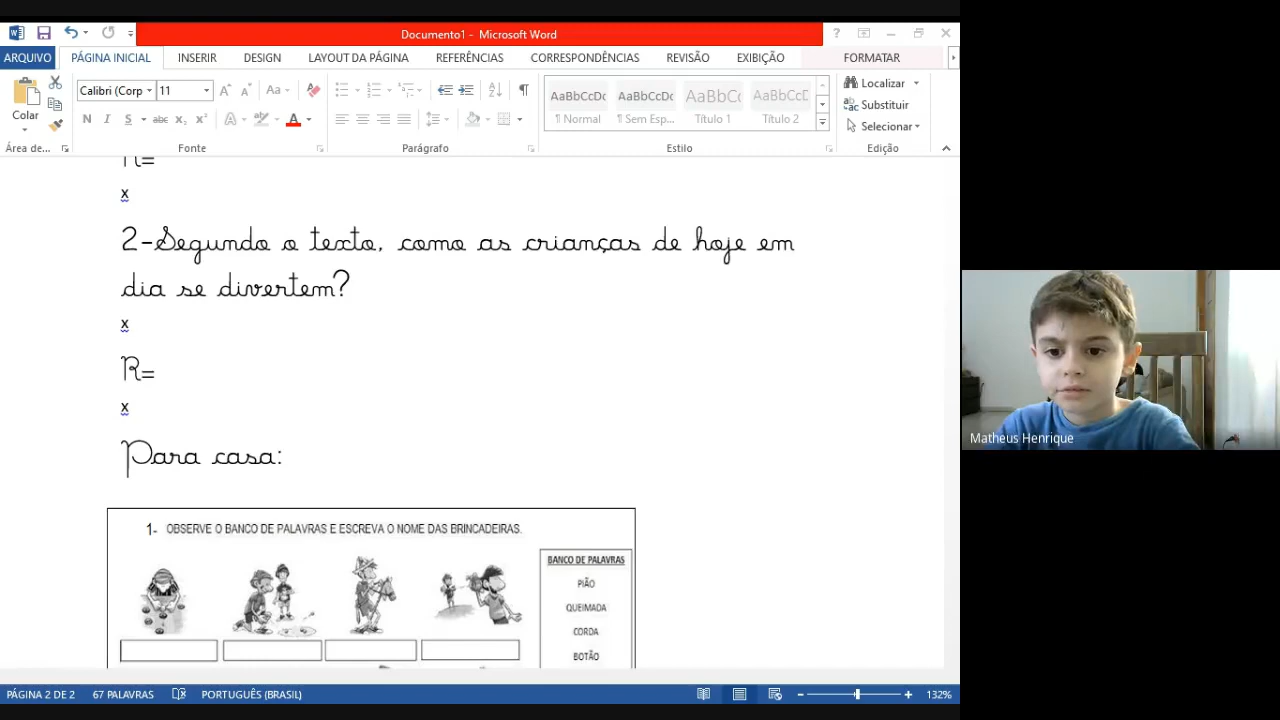 Documento1 - Microsoft Word
ARQUIVO PÁGINA INICIAL INSERIR DESIGN LAYOUT DA PÁGINA REFERÊNCIAS CORRESPONDÊNCIAS REVISÃO EXIBIÇÃO FORMATAR
Calibri (Corp 11 Aa
Colar
N I S abc x₂ x² A A
AaBbCcDc AaBbCcDc AaBbCc AaBbCcD
¶ Normal ¶ Sem Esp... Título 1 Título 2
Localizar
Substituir
Selecionar
Área de... Fonte Parágrafo Estilo Edição
R=
x
2-Segundo o texto, como as crianças de hoje em
dia se divertem?
x
R=
x
Para casa:
1- OBSERVE O BANCO DE PALAVRAS E ESCREVA O NOME DAS BRINCADEIRAS.
BANCO DE PALAVRAS
PIÃO
QUEIMADA
CORDA
BOTÃO
Matheus Henrique
PÁGINA 2 DE 2 67 PALAVRAS PORTUGUÊS (BRASIL) 132%